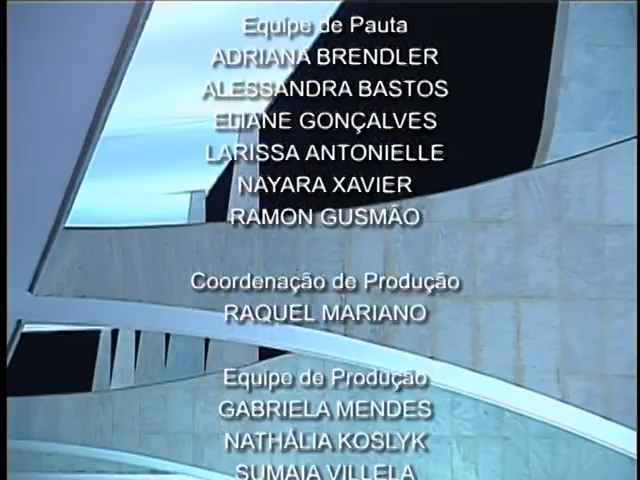 Equipe de Pauta
ADRIANA BRENDLER
ALESSANDRA BASTOS
ELIANE GONÇALVES
LARISSA ANTONIELLE
NAYARA XAVIER
RAMON GUSMÃO
Coordenação de Produção
RAQUEL MARIANO
Equipe de Produção
GABRIELA MENDES
NATHÁLIA KOSLYK
SUMAIA VILLELA